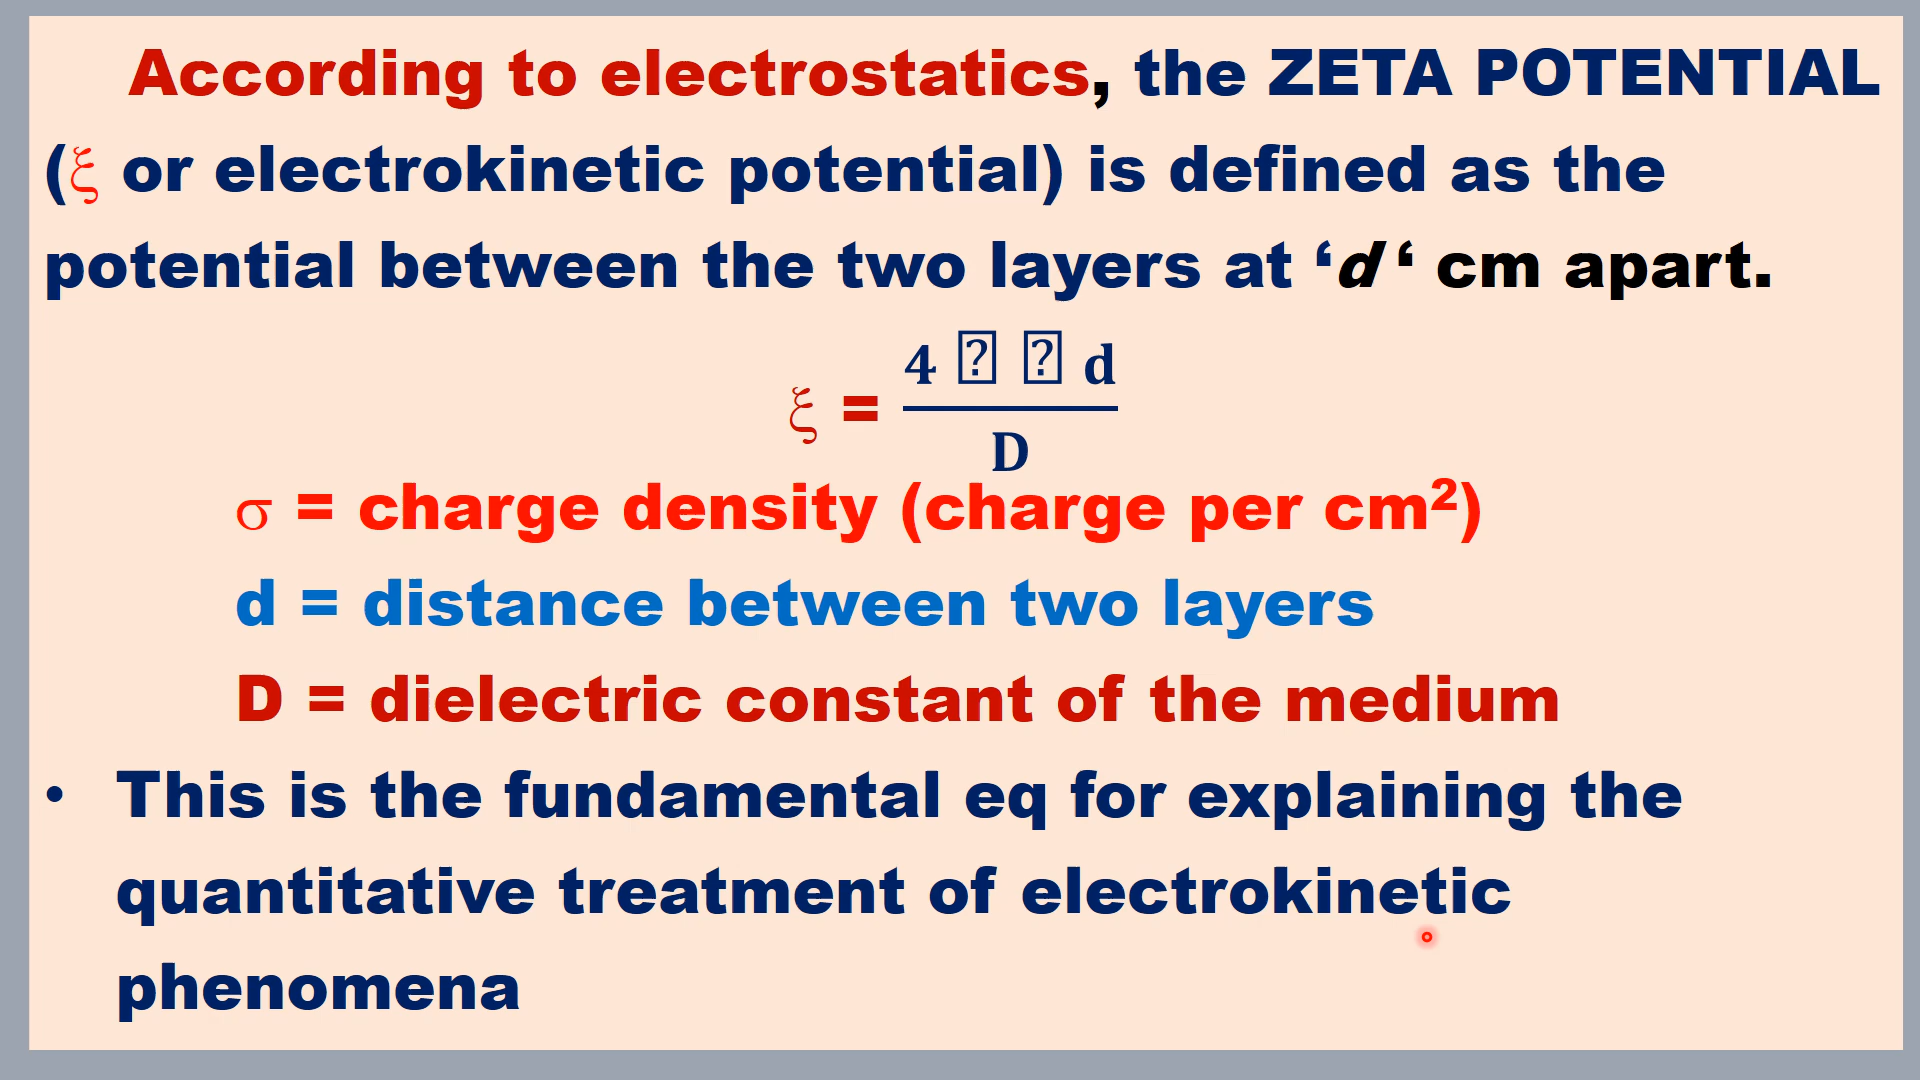 According to electrostatics, the ZETA POTENTIAL
(ξ or electrokinetic potential) is defined as the
potential between the two layers at ‘d ‘ cm apart.
ξ = 4 ⍰ ⍰ d / D
σ = charge density (charge per cm²)
d = distance between two layers
D = dielectric constant of the medium
• This is the fundamental eq for explaining the
quantitative treatment of electrokinetic
phenomena